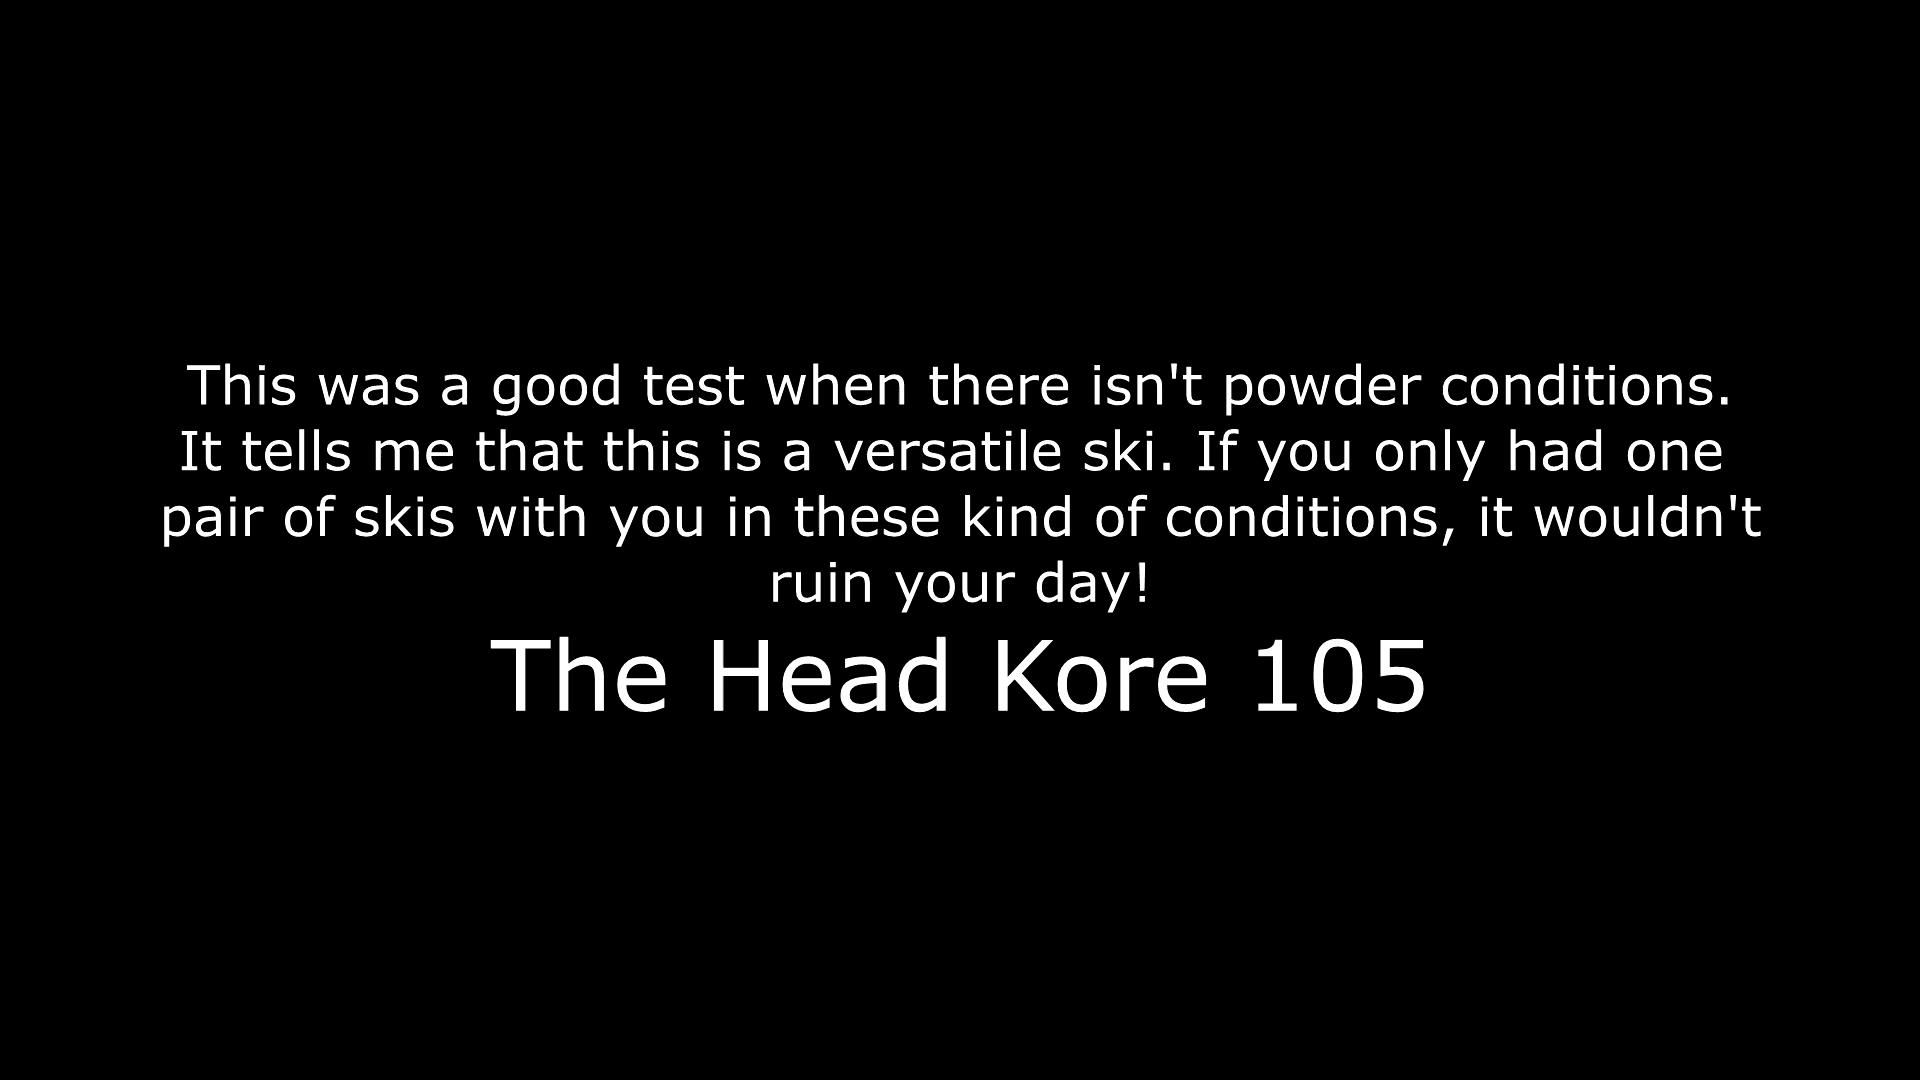 This was a good test when there isn't powder conditions.
It tells me that this is a versatile ski. If you only had one
pair of skis with you in these kind of conditions, it wouldn't
ruin your day!
The Head Kore 105